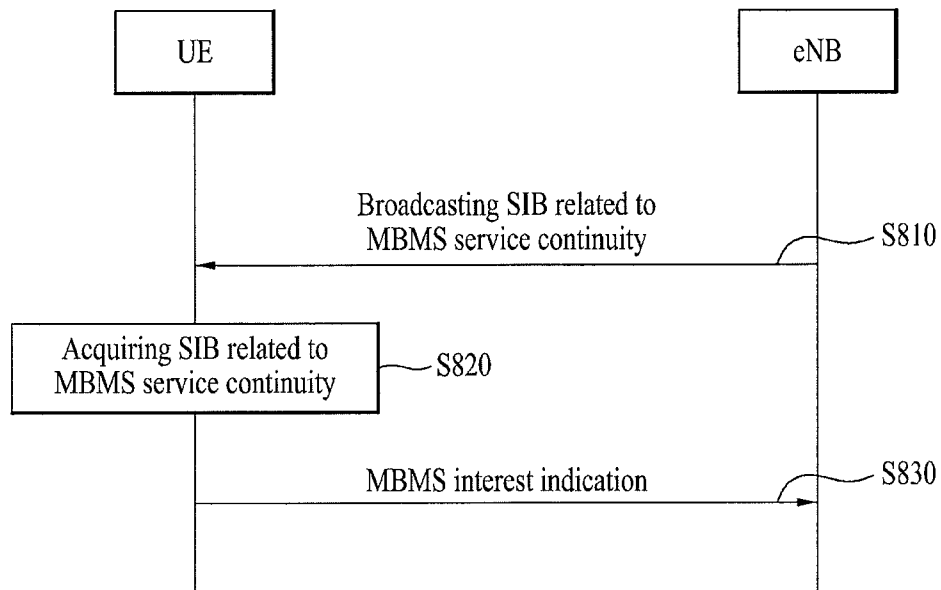 UE
eNB
Broadcasting SIB related to
MBMS service continuity
S810
Acquiring SIB related to
MBMS service continuity
S820
MBMS interest indication
S830